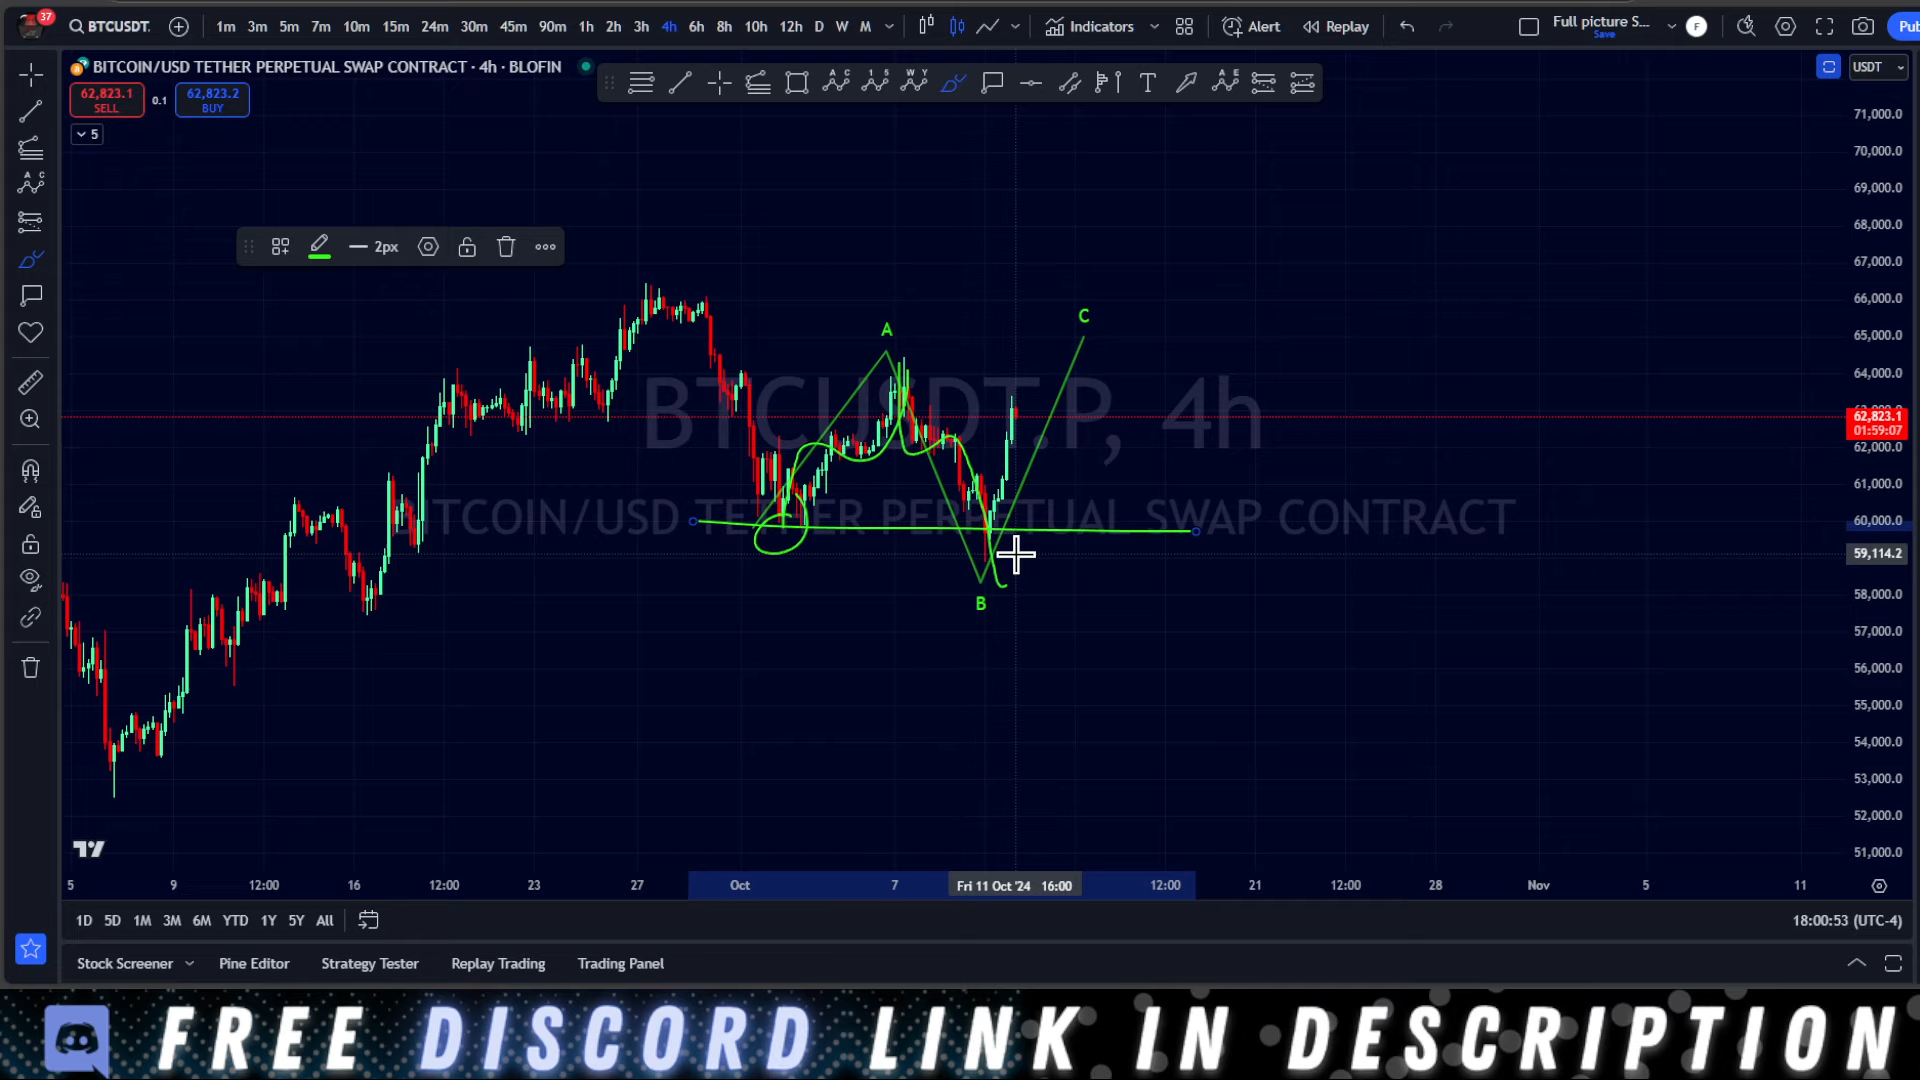 37
BTCUSDT.
1m 3m 5m 7m 10m 15m 24m 30m 45m 90m 1h 2h 3h 4h 6h 8h 10h 12h D W M
Indicators
Alert
Replay
Full picture S...
Save
F
Pub
BITCOIN/USD TETHER PERPETUAL SWAP CONTRACT · 4h · BLOFIN
USDT
62,823.1
SELL
0.1
62,823.2
BUY
5
2px
A
C
B
BTCUSDT.P, 4h
BITCOIN/USD TETHER PERPETUAL SWAP CONTRACT
71,000.0
70,000.0
69,000.0
68,000.0
67,000.0
66,000.0
65,000.0
64,000.0
62,823.1
01:59:07
62,000.0
61,000.0
60,000.0
59,114.2
58,000.0
57,000.0
56,000.0
55,000.0
54,000.0
53,000.0
52,000.0
51,000.0
5 9 12:00 16 12:00 23 27 Oct 7 Fri 11 Oct '24 16:00 12:00 21 12:00 28 Nov 5 11
1D 5D 1M 3M 6M YTD 1Y 5Y All
18:00:53 (UTC-4)
Stock Screener Pine Editor Strategy Tester Replay Trading Trading Panel
FREE DISCORD LINK IN DESCRIPTION